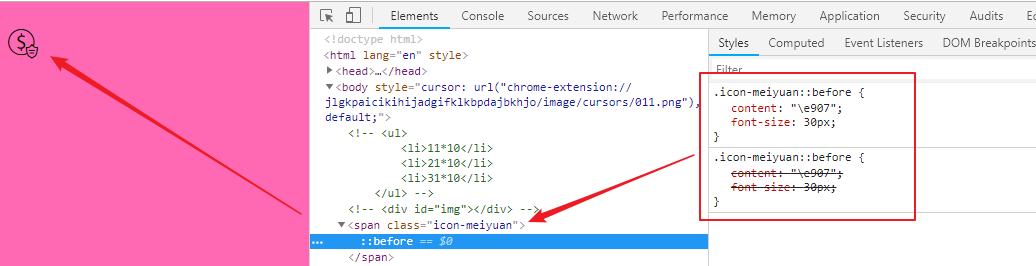 Elements Console Sources Network Performance Memory Application Security Audits E
<!doctype html>
<html lang="en" style>
<head>…</head>
<body style="cursor: url("chrome-extension://
jlgkpaicikihijadgifklkbpdajbkhjo/image/cursors/011.png"),
default;">
<!-- <ul>
<li>11*10</li>
<li>21*10</li>
<li>31*10</li>
</ul> -->
<!-- <div id="img"></div> -->
<span class="icon-meiyuan">
… ::before == $0
</span>
Styles Computed Event Listeners DOM Breakpoints
Filter
.icon-meiyuan::before {
content: "\e907";
font-size: 30px;
}
.icon-meiyuan::before {
content: "\e907";
font-size: 30px;
}